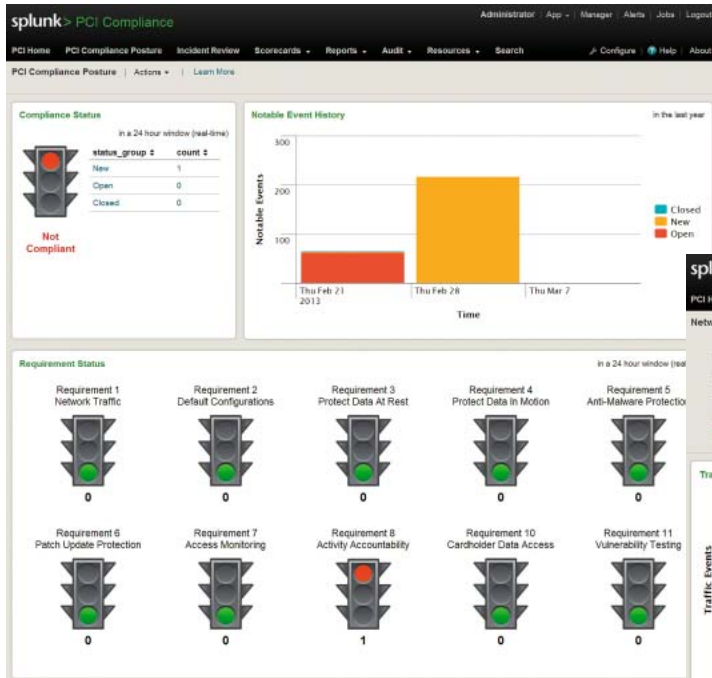 splunk> PCI Compliance
Administrator | App | Manager | Alerts | Jobs | Logout
PCI Home PCI Compliance Posture Incident Review Scorecards Reports Audit Resources Search Configure | Help | About
PCI Compliance Posture | Actions | Learn More
Compliance Status
in a 24 hour window (real-time)
status_group count
New 1
Open 0
Closed 0
Not
Compliant
Notable Event History
in the last year
Notable Events
300
200
100
Thu Feb 21
2013
Thu Feb 28
Thu Mar 7
Time
Closed
New
Open
Requirement Status
in a 24 hour window (real
Requirement 1
Network Traffic
0
Requirement 2
Default Configurations
0
Requirement 3
Protect Data At Rest
0
Requirement 4
Protect Data In Motion
0
Requirement 5
Anti-Malware Protection
0
Requirement 6
Patch Update Protection
0
Requirement 7
Access Monitoring
0
Requirement 8
Activity Accountability
1
Requirement 10
Cardholder Data Access
0
Requirement 11
Vulnerability Testing
0
spl
PCI H
Netw
Tra
Traffic Events